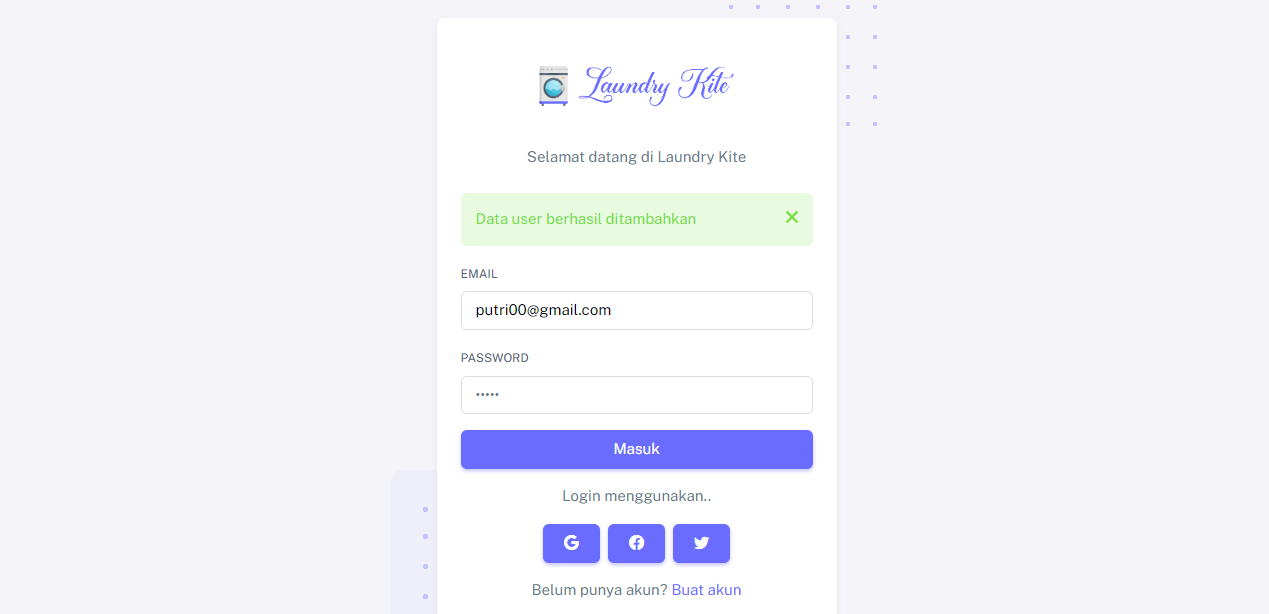 Laundry Kite
Selamat datang di Laundry Kite
Data user berhasil ditambahkan ×
EMAIL
putri00@gmail.com
PASSWORD
•••••
Masuk
Login menggunakan..
Belum punya akun? Buat akun